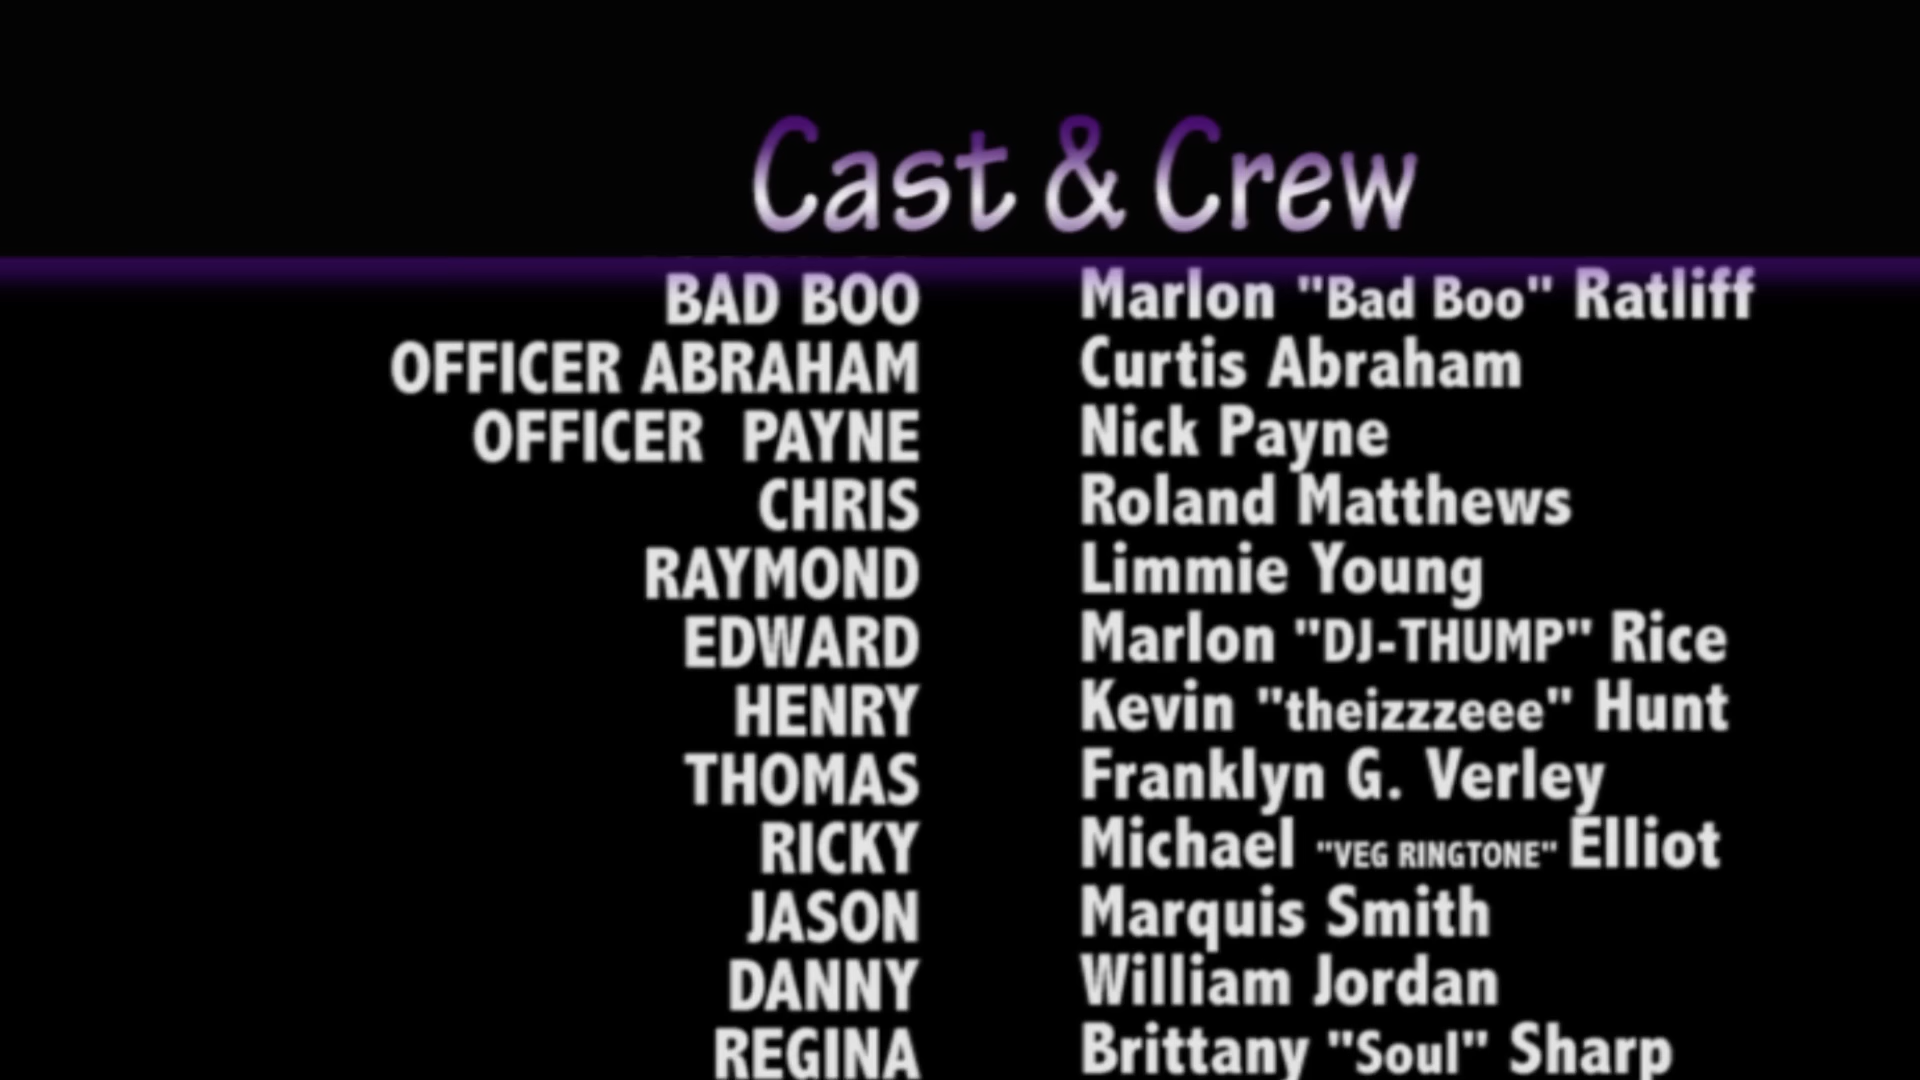 Cast & Crew
BAD BOO Marlon "Bad Boo" Ratliff
OFFICER ABRAHAM Curtis Abraham
OFFICER PAYNE Nick Payne
CHRIS Roland Matthews
RAYMOND Limmie Young
EDWARD Marlon "DJ-THUMP" Rice
HENRY Kevin "theizzzeee" Hunt
THOMAS Franklyn G. Verley
RICKY Michael "VEG RINGTONE" Elliot
JASON Marquis Smith
DANNY William Jordan
REGINA Brittany "Soul" Sharp